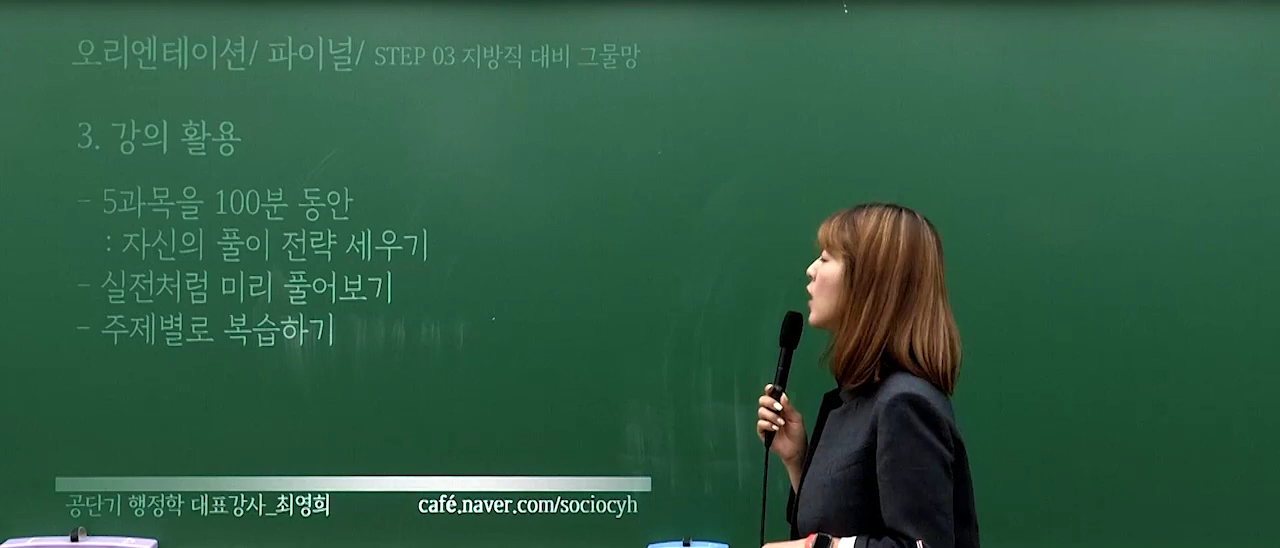 오리엔테이션/ 파이널/ STEP 03 지방직 대비 그물망
3. 강의 활용
- 5과목을 100분 동안
: 자신의 풀이 전략 세우기
- 실전처럼 미리 풀어보기
- 주제별로 복습하기
공단기 행정학 대표강사_최영희 café.naver.com/sociocyh